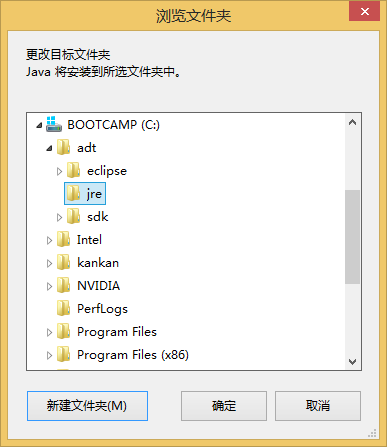 浏览文件夹
更改目标文件夹
Java 将安装到所选文件夹中。
BOOTCAMP (C:)
adt
eclipse
jre
sdk
Intel
kankan
NVIDIA
PerfLogs
Program Files
Program Files (x86)
新建文件夹(M)
确定
取消